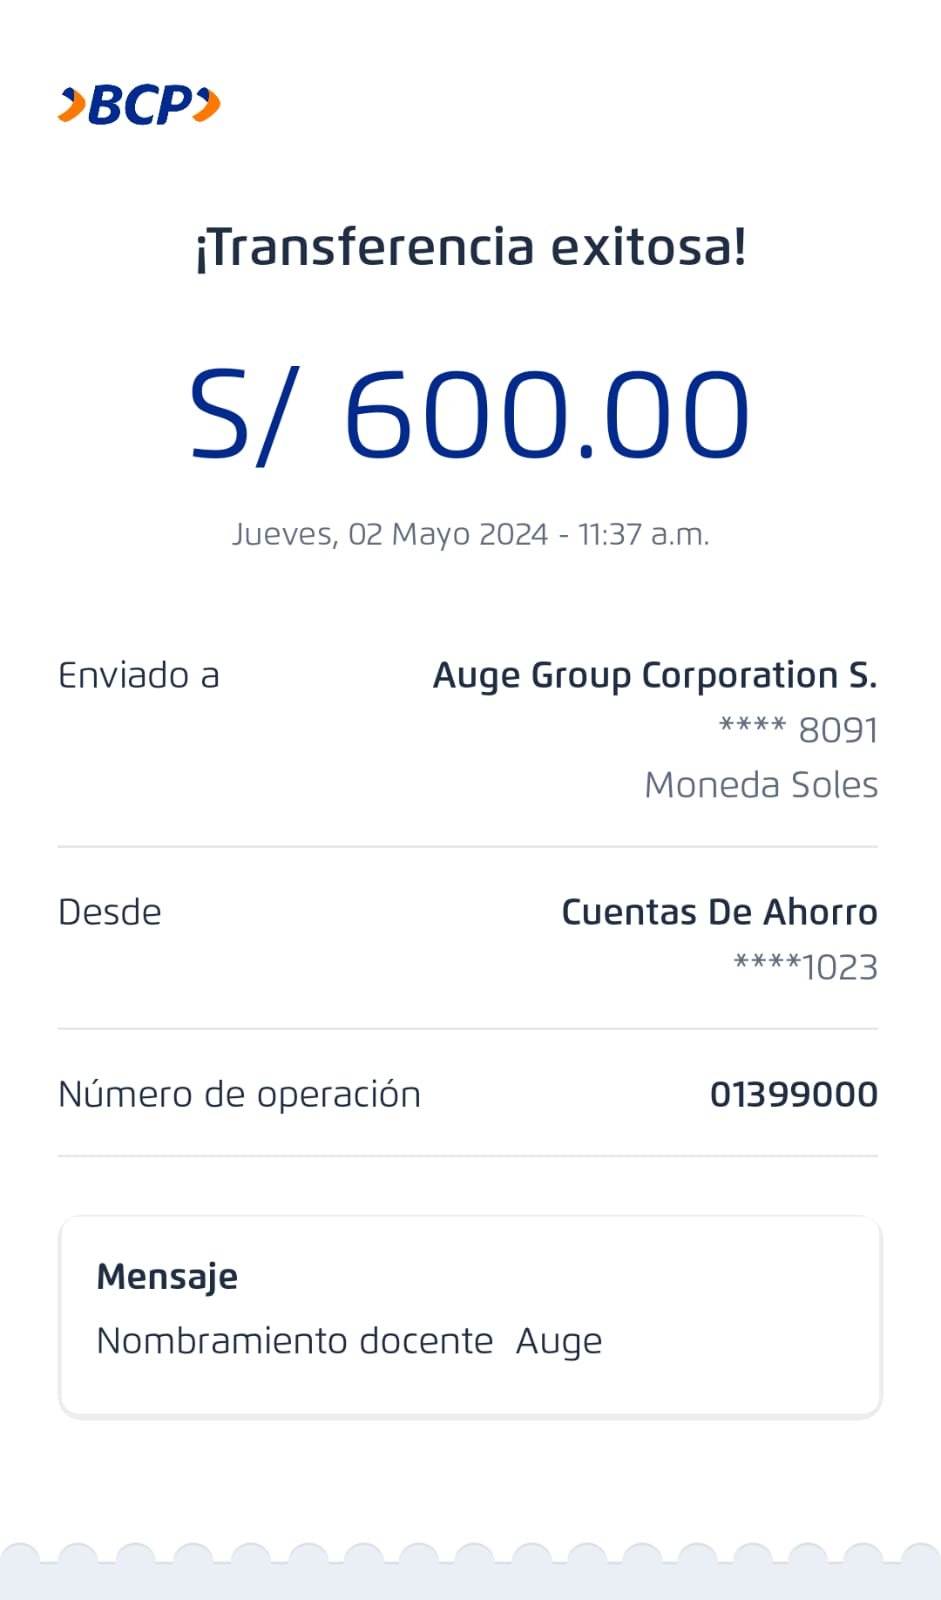 BCP
¡Transferencia exitosa!
S/ 600.00
Jueves, 02 Mayo 2024 - 11:37 a.m.
Enviado a Auge Group Corporation S.
**** 8091
Moneda Soles
Desde Cuentas De Ahorro
****1023
Número de operación 01399000
Mensaje
Nombramiento docente  Auge